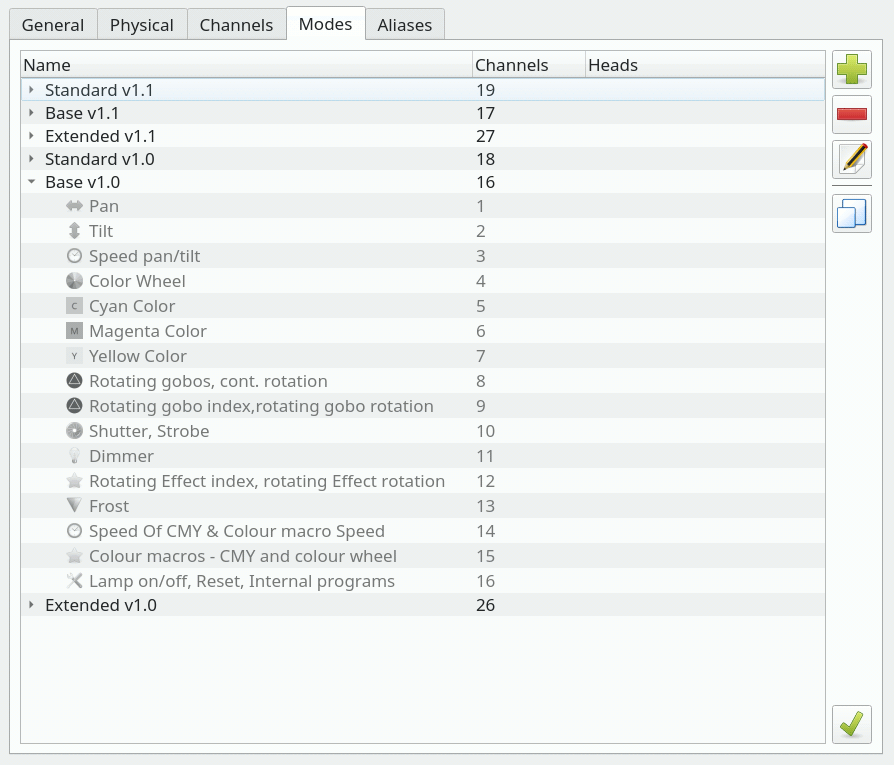 General Physical Channels Modes Aliases
Name Channels Heads
Standard v1.1 19
Base v1.1 17
Extended v1.1 27
Standard v1.0 18
Base v1.0 16
Pan 1
Tilt 2
Speed pan/tilt 3
Color Wheel 4
C Cyan Color 5
M Magenta Color 6
Y Yellow Color 7
Rotating gobos, cont. rotation 8
Rotating gobo index,rotating gobo rotation 9
Shutter, Strobe 10
Dimmer 11
Rotating Effect index, rotating Effect rotation 12
Frost 13
Speed Of CMY & Colour macro Speed 14
Colour macros - CMY and colour wheel 15
Lamp on/off, Reset, Internal programs 16
Extended v1.0 26